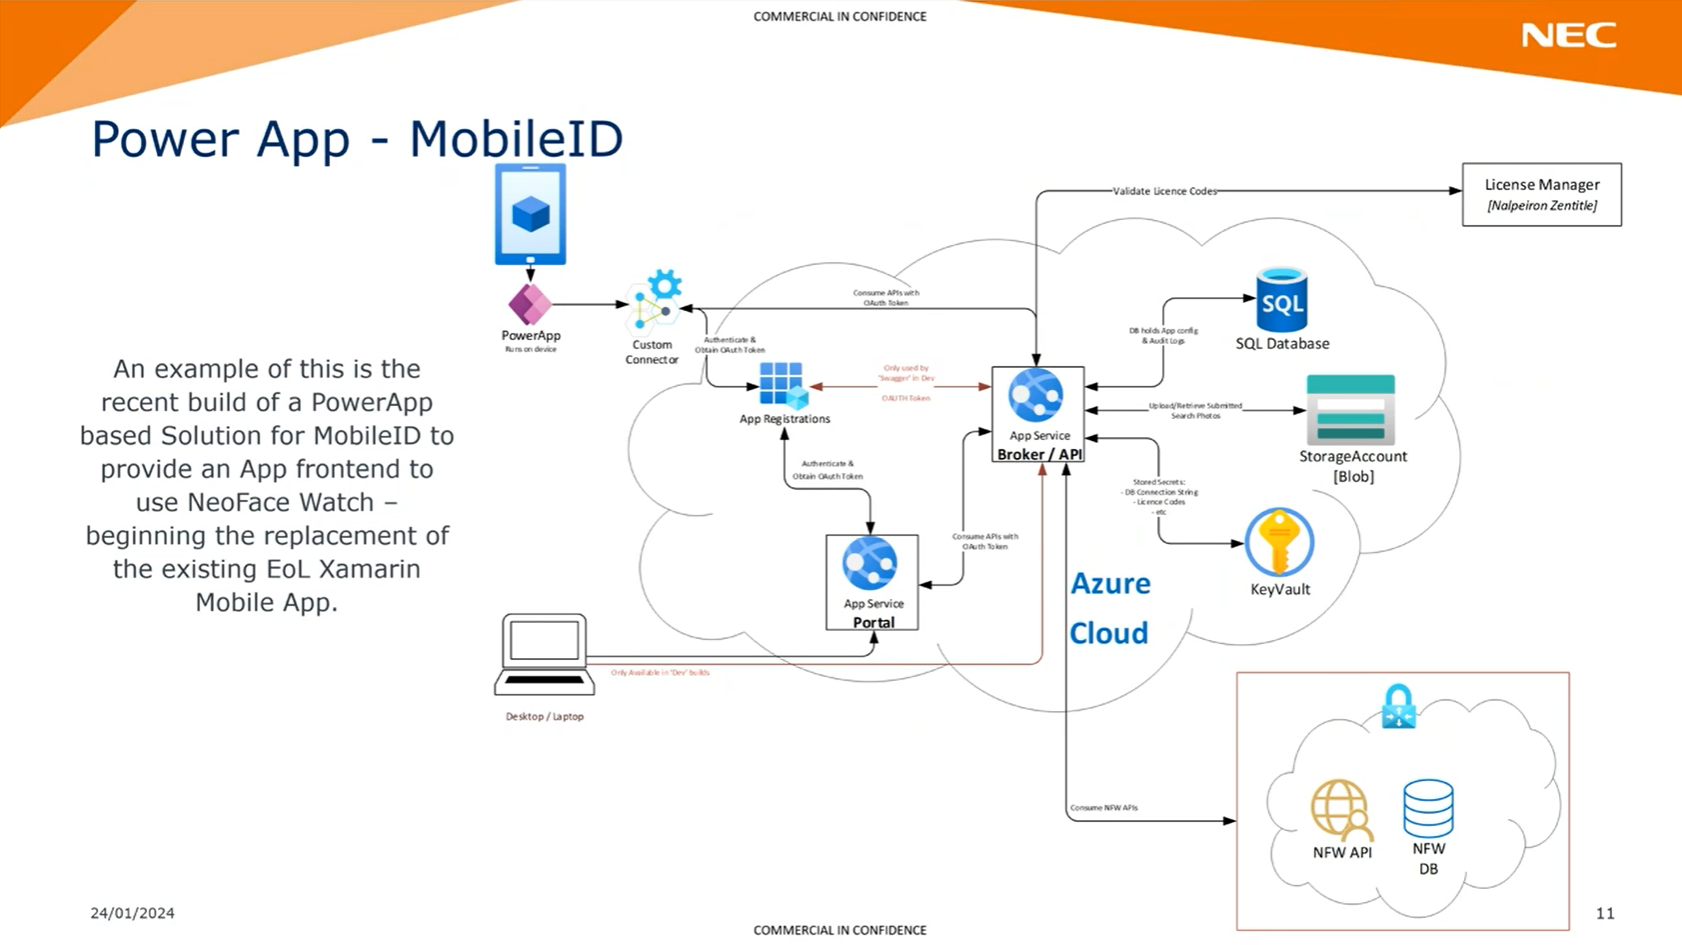 COMMERCIAL IN CONFIDENCE
NEC
Power App - MobileID
An example of this is the
recent build of a PowerApp
based Solution for MobileID to
provide an App frontend to
use NeoFace Watch –
beginning the replacement of
the existing EoL Xamarin
Mobile App.
PowerApp
Runs on device
Custom
Connector
Consume APIs with
OAuth Token
Authenticate &
Obtain OAuth Token
App Registrations
Only used by
'Swagger' in Dev
OAUTH Token
Validate Licence Codes
License Manager
[Nalpeiron Zentitle]
App Service
Broker / API
DB holds App config
& Audit Logs
SQL
SQL Database
Upload/Retrieve Submitted
Search Photos
StorageAccount
[Blob]
Stored Secrets:
- DB Connection String
- Licence Codes
- etc
KeyVault
Authenticate &
Obtain OAuth Token
Consume APIs with
OAuth Token
App Service
Portal
Azure
Cloud
Desktop / Laptop
Only Available in 'Dev' builds
Consume NFW APIs
NFW API
NFW
DB
24/01/2024
COMMERCIAL IN CONFIDENCE
11